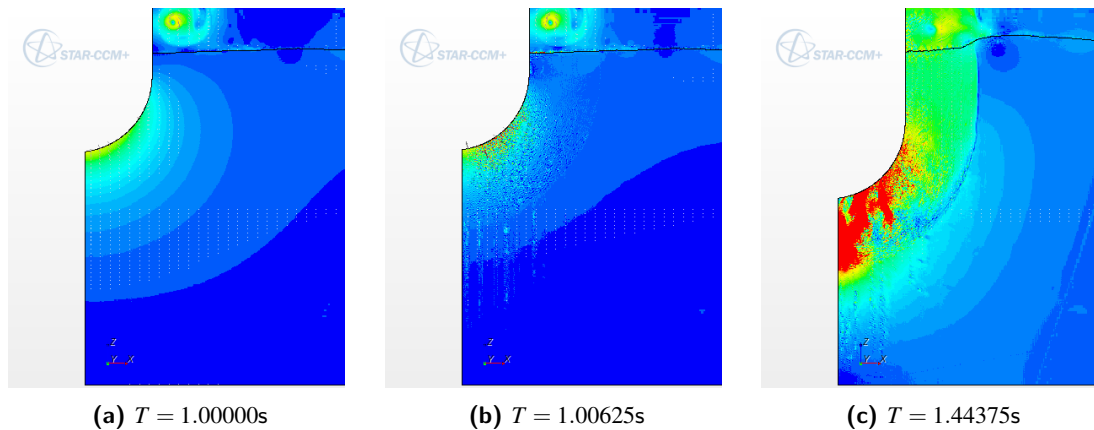 STAR-CCM+
STAR-CCM+
STAR-CCM+
Z
Y X
Z
Y X
Z
Y X
(a) T = 1.00000s
(b) T = 1.00625s
(c) T = 1.44375s